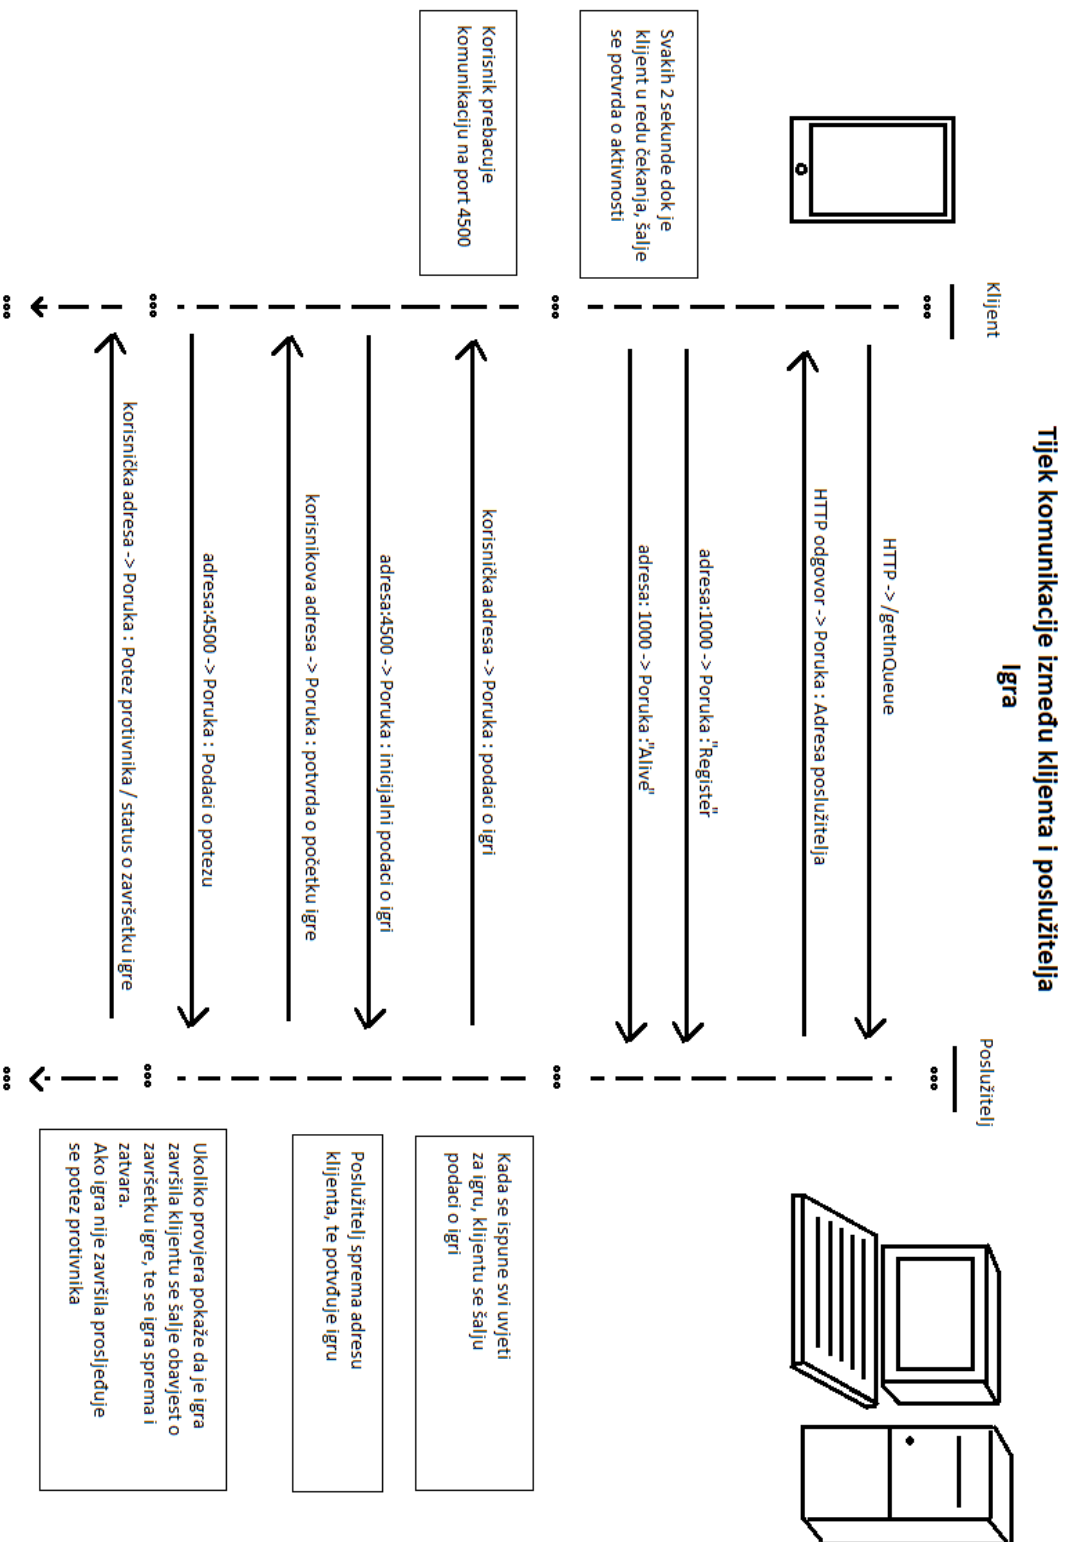 Tijek komunikacije između klijenta i poslužitelja
Igra
Klijent
Poslužitelj
HTTP -> /getInQueue
HTTP odgovor -> Poruka : Adresa poslužitelja
adresa:1000 -> Poruka :"Register"
adresa: 1000 -> Poruka :"Alive"
Svakih 2 sekunde dok je
klijent u redu čekanja, šalje
se potvrda o aktivnosti
korisnička adresa -> Poruka : podaci o igri
Kada se ispune svi uvjeti
za igru, klijentu se šalju
podaci o igri
Korisnik prebacuje
komunikaciju na port 4500
adresa:4500 -> Poruka : inicijalni podaci o igri
korisnikova adresa -> Poruka : potvrda o početku igre
Poslužitelj sprema adresu
klijenta, te potvđuje igru
adresa:4500 -> Poruka : Podaci o potezu
korisnička adresa -> Poruka : Potez protivnika / status o završetku igre
Ukoliko provjera pokaže da je igra
završila klijentu se šalje obavjest o
završetku igre, te se igra sprema i
zatvara.
Ako igra nije završila prosljeđuje
se potez protivnika